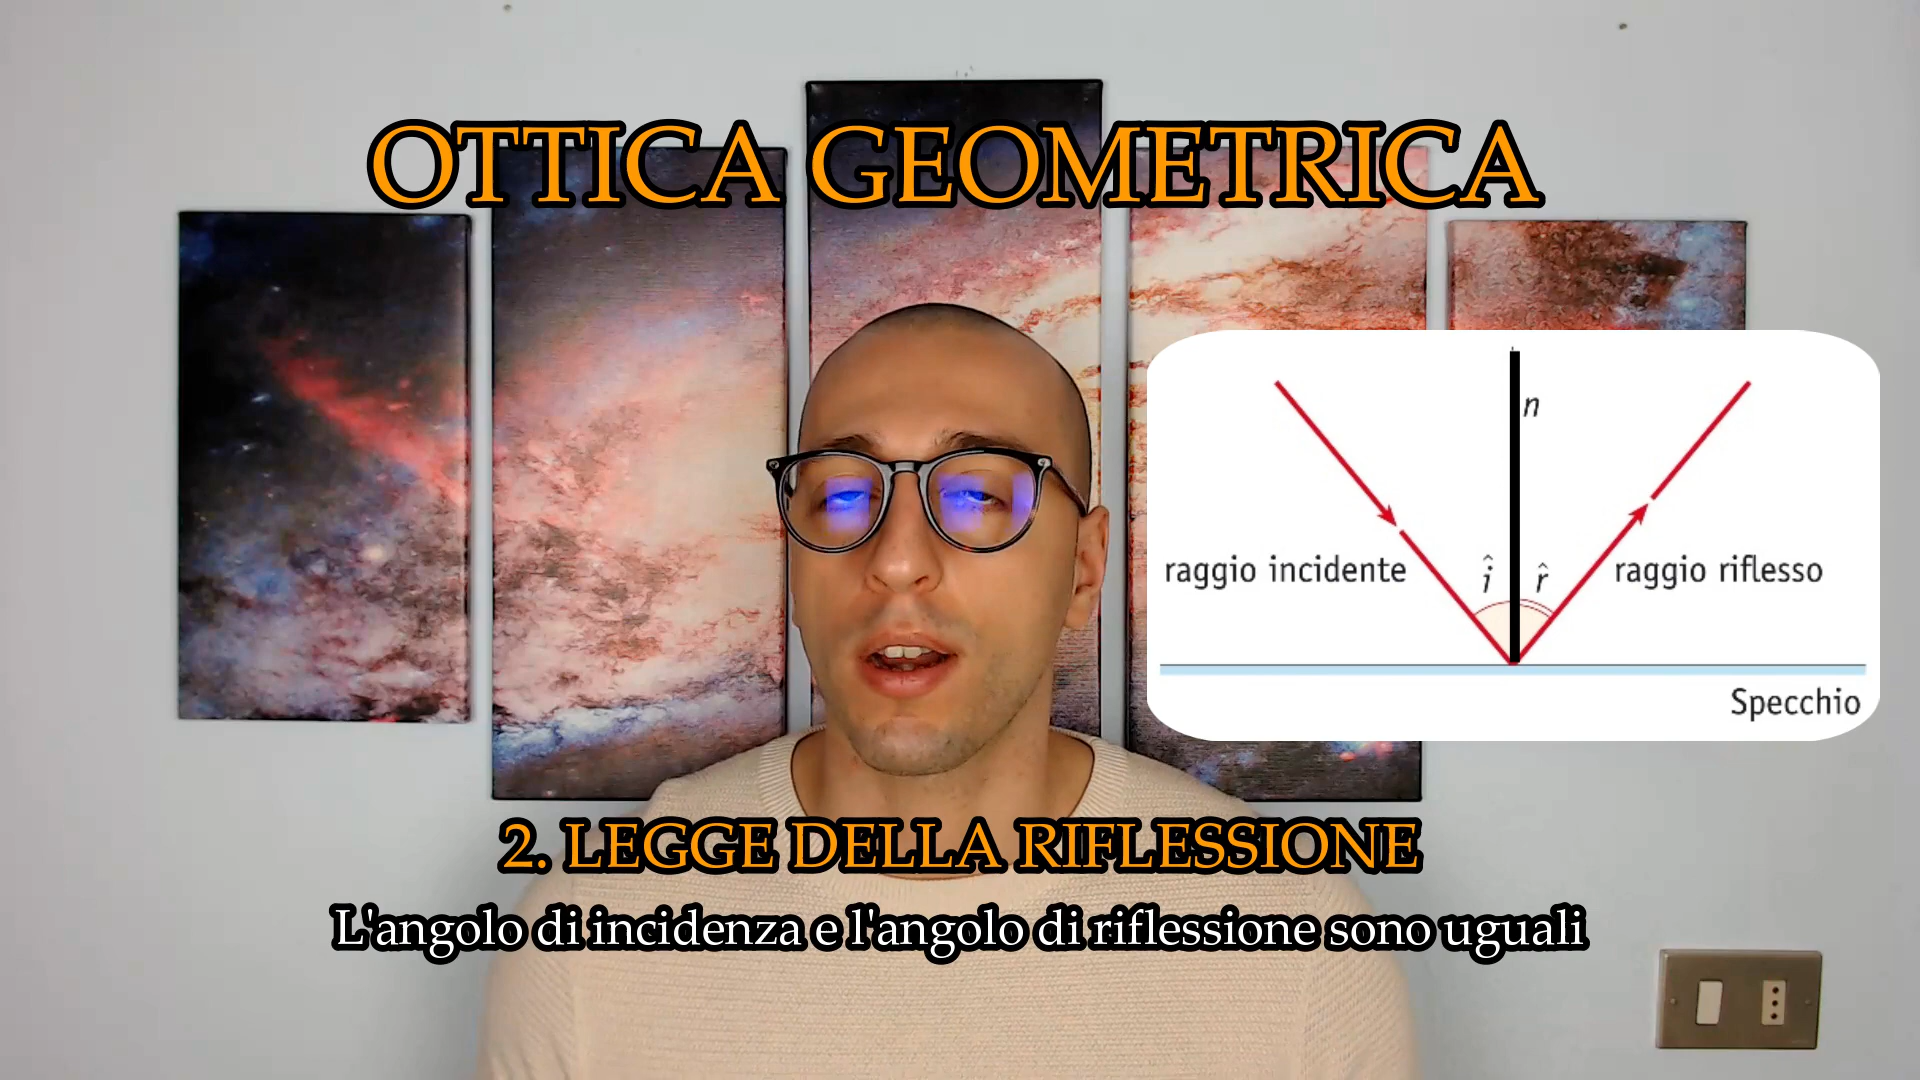 OTTICA GEOMETRICA
n
raggio incidente
î
r̂
raggio riflesso
Specchio
2. LEGGE DELLA RIFLESSIONE
L'angolo di incidenza e l'angolo di riflessione sono uguali